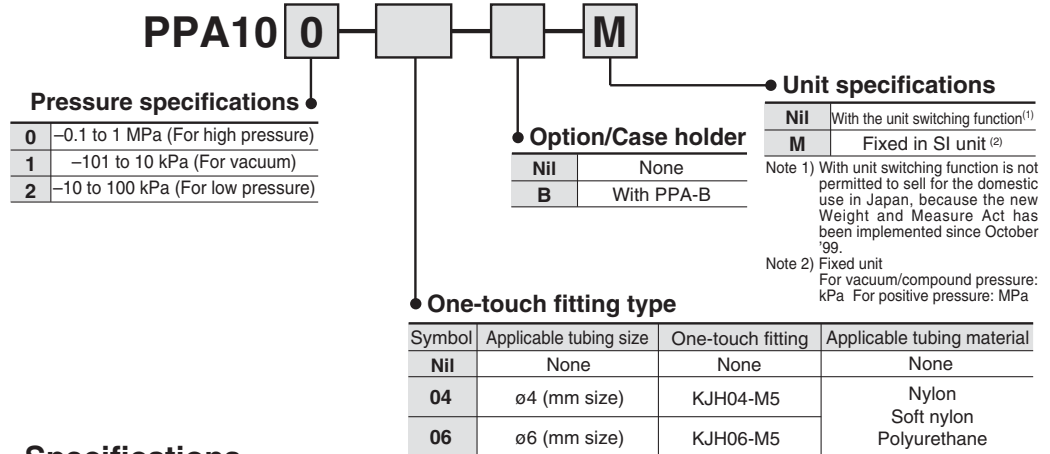 PPA10 0 M
Pressure specifications
0 –0.1 to 1 MPa (For high pressure)
1 –101 to 10 kPa (For vacuum)
2 –10 to 100 kPa (For low pressure)
Option/Case holder
Nil None
B With PPA-B
Unit specifications
Nil With the unit switching function(1)
M Fixed in SI unit (2)
Note 1) With unit switching function is not
permitted to sell for the domestic
use in Japan, because the new
Weight and Measure Act has
been implemented since October
'99.
Note 2) Fixed unit
For vacuum/compound pressure:
kPa For positive pressure: MPa
One-touch fitting type
Symbol Applicable tubing size One-touch fitting Applicable tubing material
Nil None None None
04 ø4 (mm size) KJH04-M5 Nylon
Soft nylon
06 ø6 (mm size) KJH06-M5 Polyurethane
Specifications